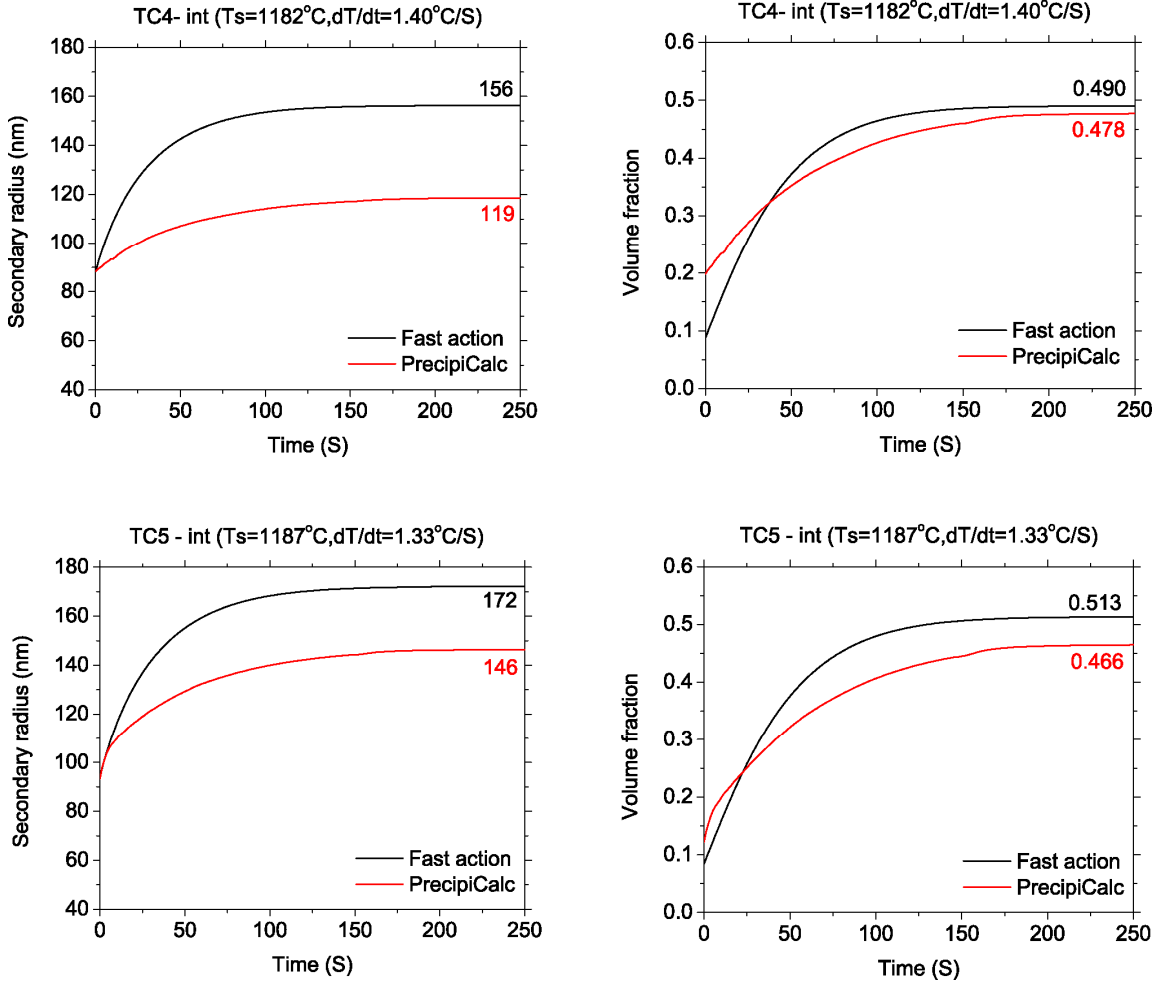 TC4- int (Ts=1182°C,dT/dt=1.40°C/S)
180
160
140
120
100
80
60
40
Secondary radius (nm)
156
119
Fast action
PrecipiCalc
0 50 100 150 200 250
Time (S)
TC4- int (Ts=1182°C,dT/dt=1.40°C/S)
0.6
0.5
0.4
0.3
0.2
0.1
0.0
Volume fraction
0.490
0.478
Fast action
PrecipiCalc
0 50 100 150 200 250
Time (S)
TC5 - int (Ts=1187°C,dT/dt=1.33°C/S)
180
160
140
120
100
80
60
40
Secondary radius (nm)
172
146
Fast action
PrecipiCalc
0 50 100 150 200 250
Time (S)
TC5 - int (Ts=1187°C,dT/dt=1.33°C/S)
0.6
0.5
0.4
0.3
0.2
0.1
0.0
Volume fraction
0.513
0.466
Fast action
PrecipiCalc
0 50 100 150 200 250
Time (S)